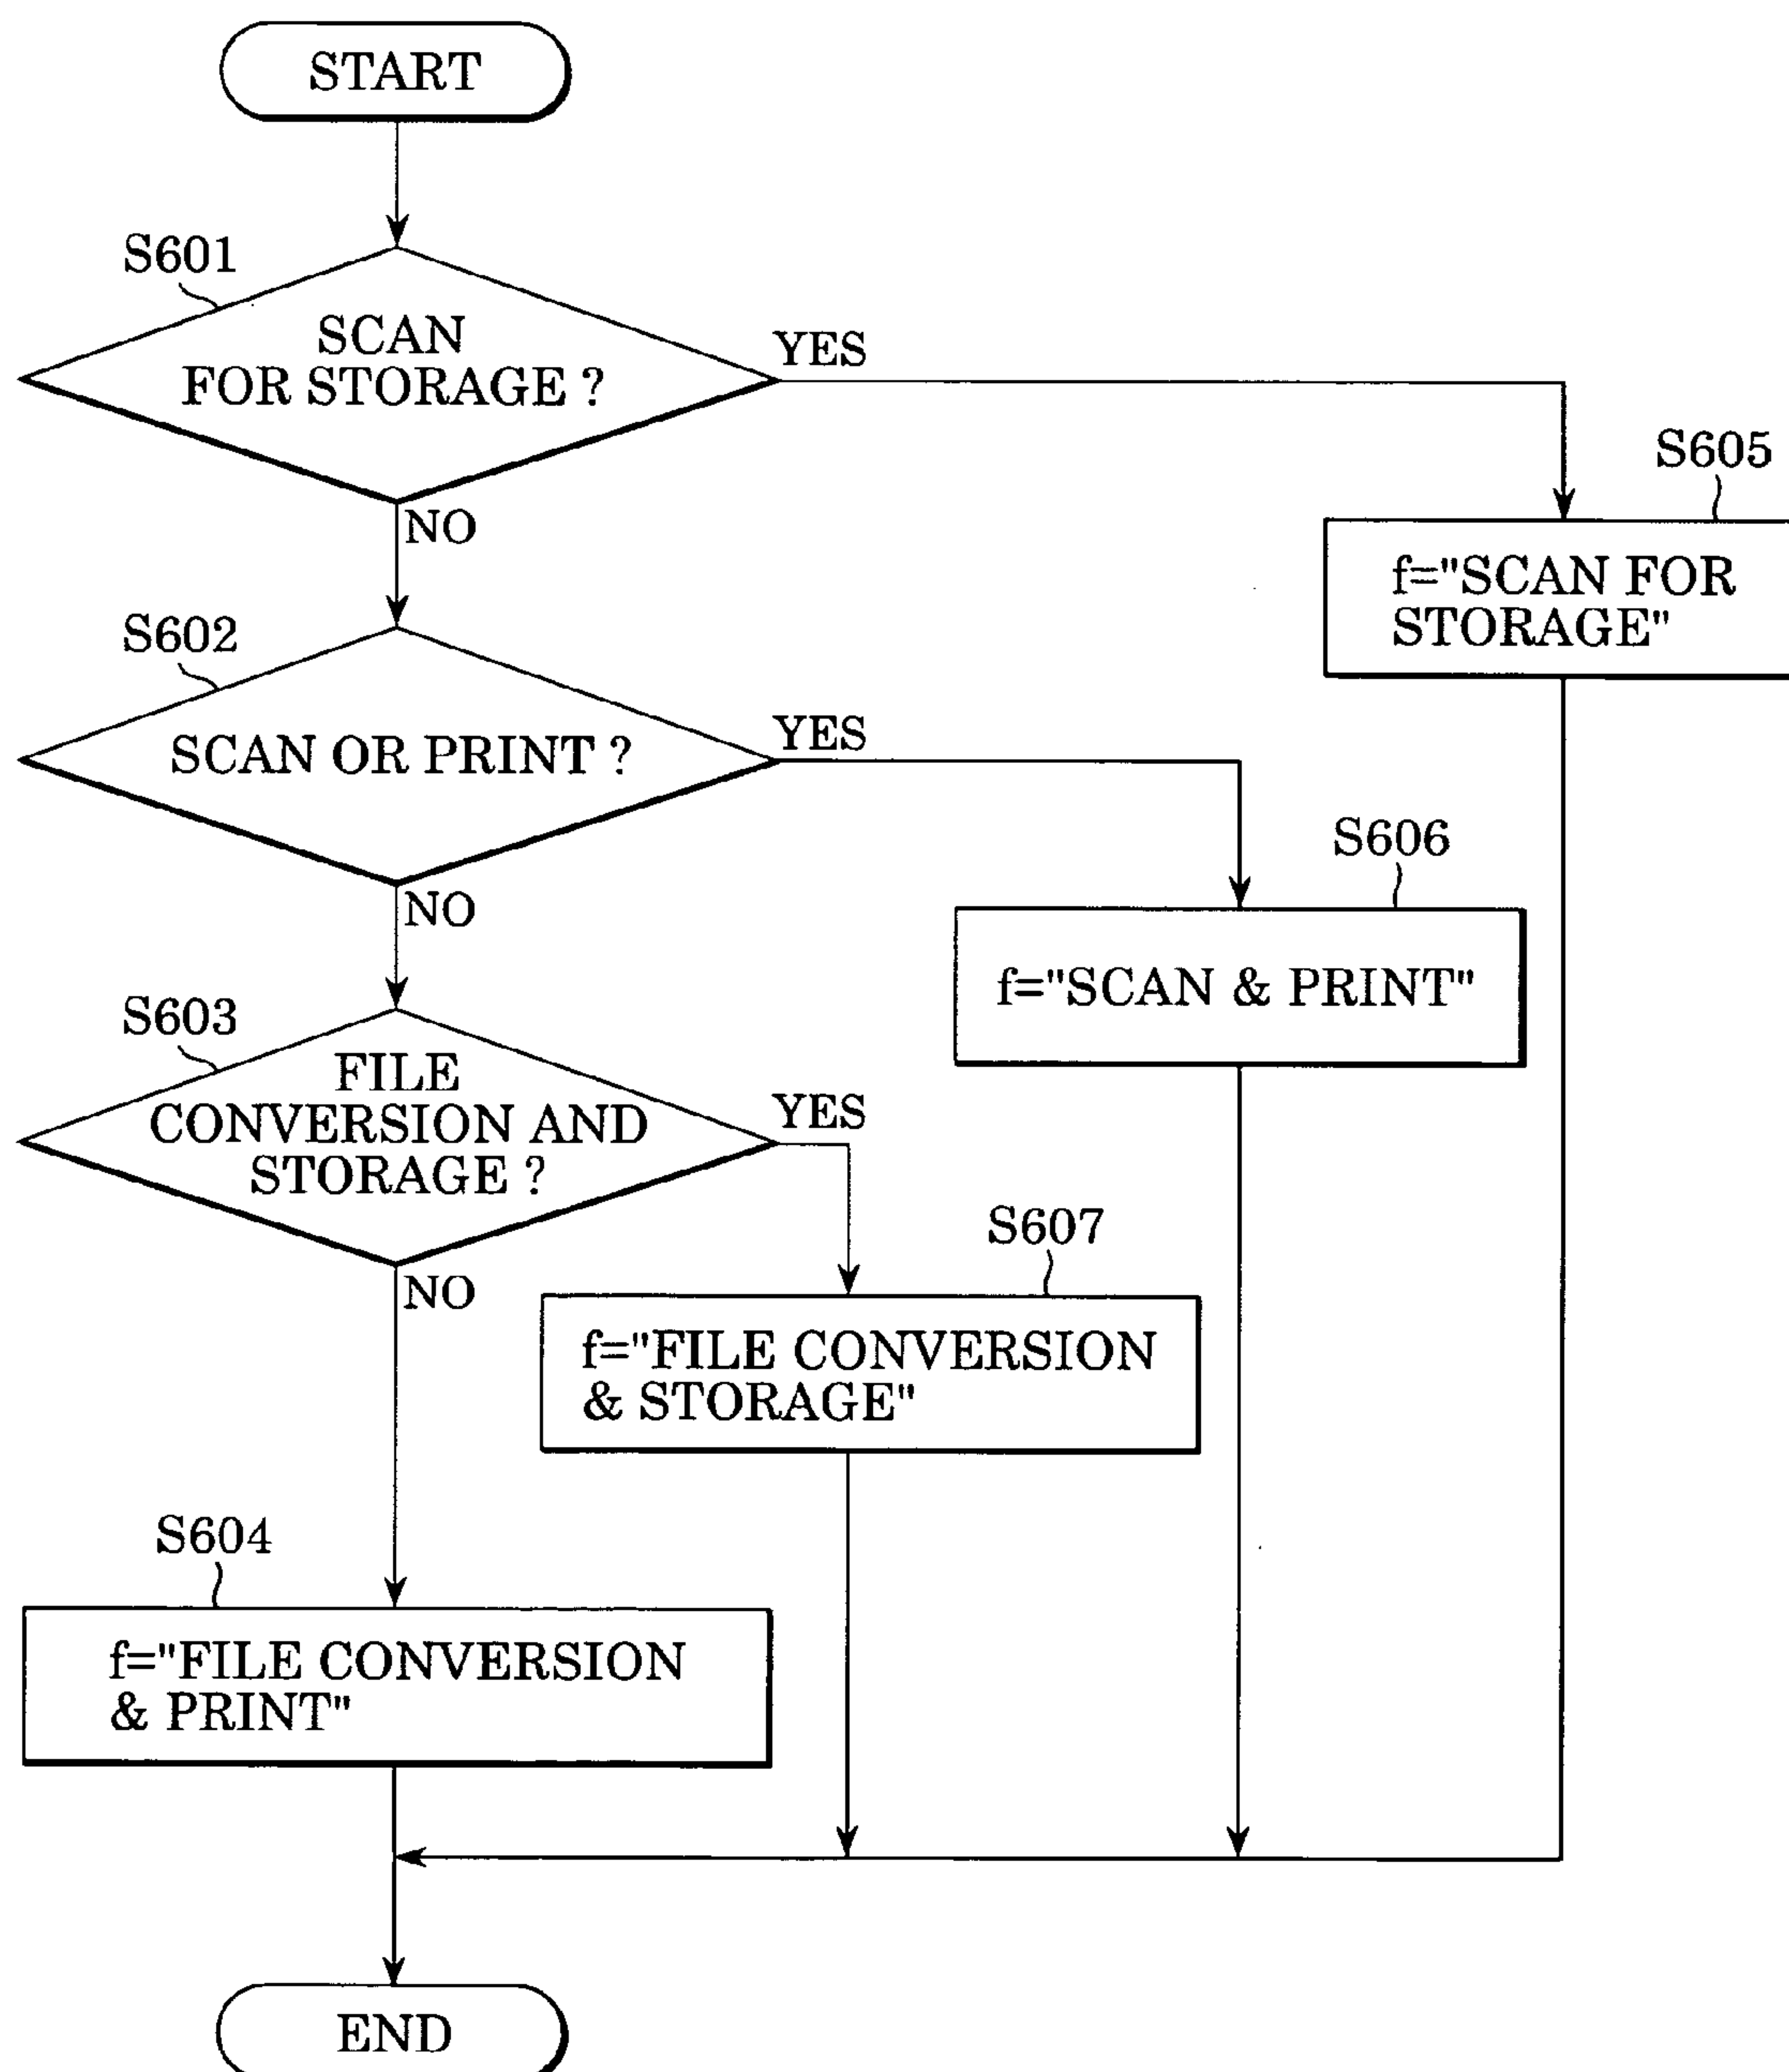 START
S601
SCAN
FOR STORAGE ?
YES
NO
S605
f="SCAN FOR
STORAGE"
S602
SCAN OR PRINT ?
YES
NO
S606
f="SCAN & PRINT"
S603
FILE
CONVERSION AND
STORAGE ?
YES
NO
S607
f="FILE CONVERSION
& STORAGE"
S604
f="FILE CONVERSION
& PRINT"
END